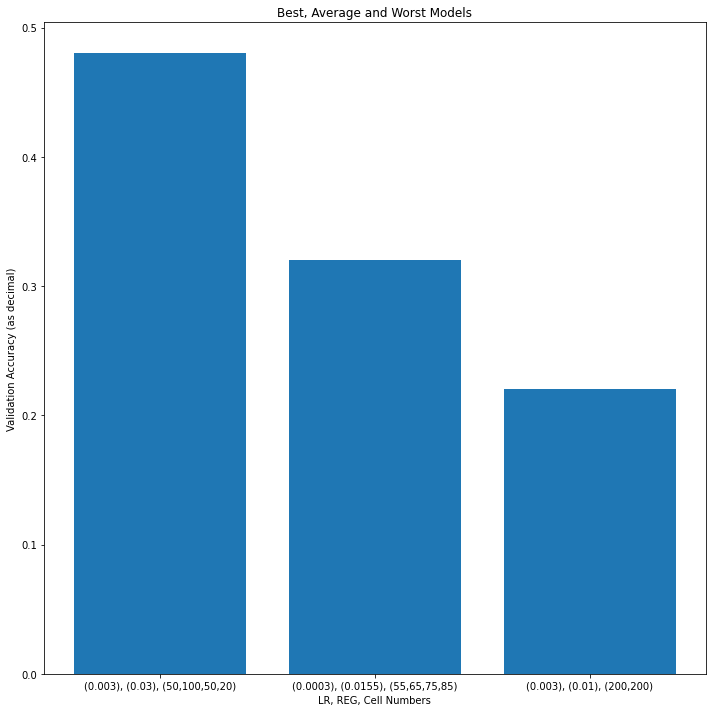 Best, Average and Worst Models
Validation Accuracy (as decimal)
0.5
0.4
0.3
0.2
0.1
0.0
(0.003), (0.03), (50,100,50,20)
(0.0003), (0.0155), (55,65,75,85)
(0.003), (0.01), (200,200)
LR, REG, Cell Numbers